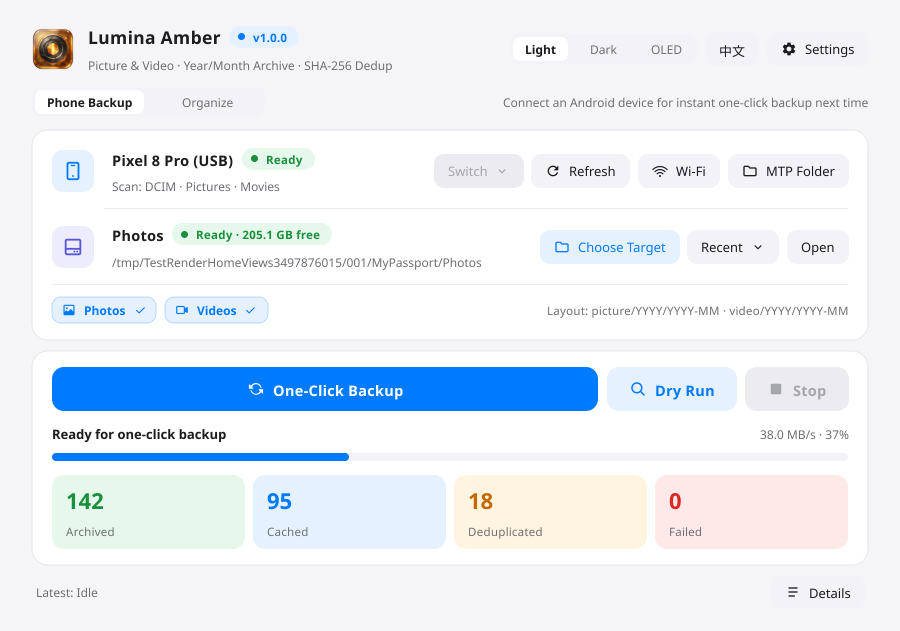 Lumina Amber
v1.0.0
Picture & Video · Year/Month Archive · SHA-256 Dedup
Light
Dark
OLED
中文
Settings
Phone Backup
Organize
Connect an Android device for instant one-click backup next time
Pixel 8 Pro (USB)
Ready
Scan: DCIM · Pictures · Movies
Switch
Refresh
Wi-Fi
MTP Folder
Photos
Ready · 205.1 GB free
/tmp/TestRenderHomeViews3497876015/001/MyPassport/Photos
Choose Target
Recent
Open
Photos
Videos
Layout: picture/YYYY/YYYY-MM · video/YYYY/YYYY-MM
One-Click Backup
Dry Run
Stop
Ready for one-click backup
38.0 MB/s · 37%
142
Archived
95
Cached
18
Deduplicated
0
Failed
Latest: Idle
Details